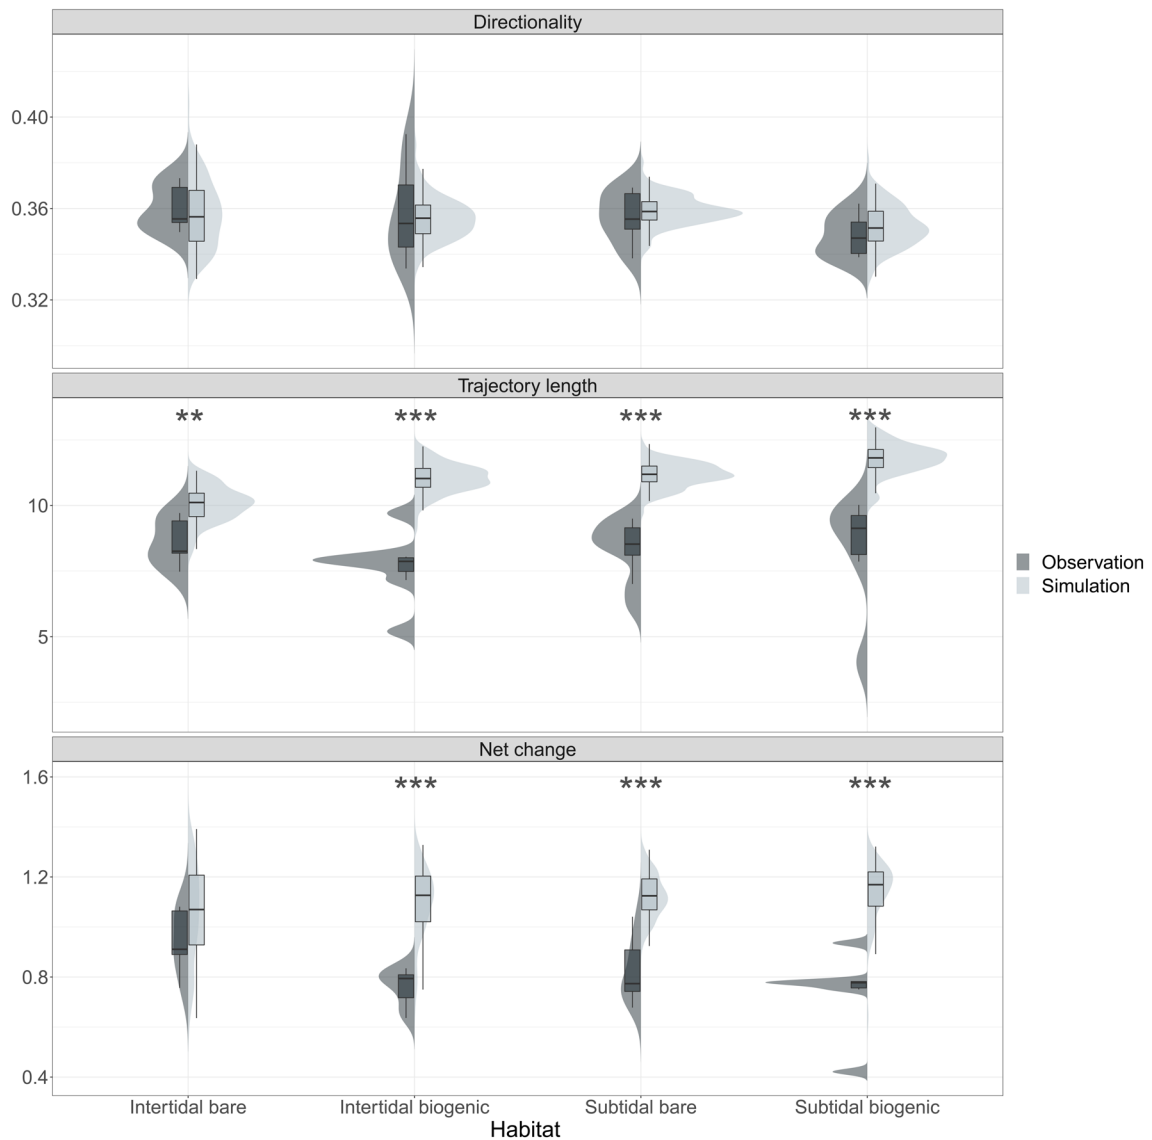 Directionality
0.40
0.36
0.32
Trajectory length
** *** *** ***
10
5
Observation
Simulation
Net change
1.6
*** *** ***
1.2
0.8
0.4
Intertidal bare Intertidal biogenic Subtidal bare Subtidal biogenic
Habitat